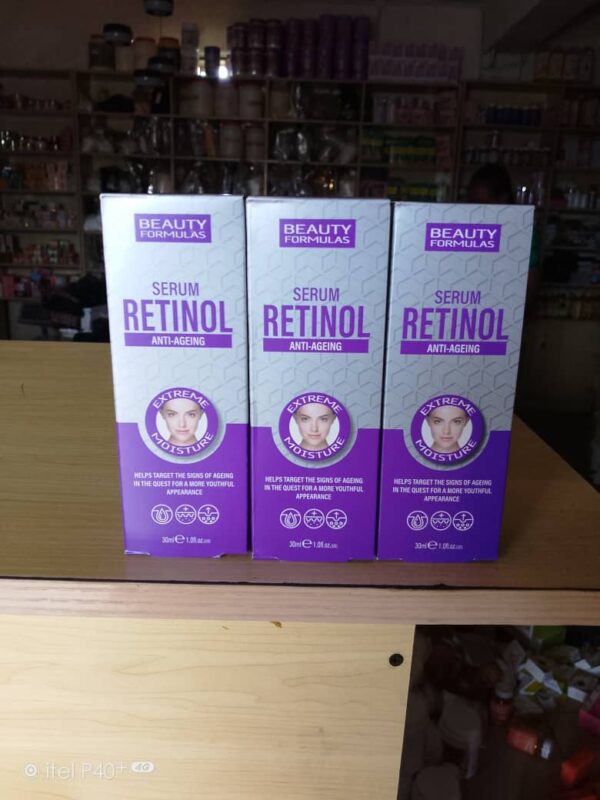 BEAUTY
FORMULAS
SERUM
RETINOL
ANTI-AGEING
EXTREME
MOISTURE
HELPS TARGET THE SIGNS OF AGEING
IN THE QUEST FOR A MORE YOUTHFUL
APPEARANCE
30ml ℮ 1.0fl.oz.(US)
BEAUTY
FORMULAS
SERUM
RETINOL
ANTI-AGEING
EXTREME
MOISTURE
HELPS TARGET THE SIGNS OF AGEING
IN THE QUEST FOR A MORE YOUTHFUL
APPEARANCE
30ml ℮ 1.0fl.oz.(US)
BEAUTY
FORMULAS
SERUM
RETINOL
ANTI-AGEING
EXTREME
MOISTURE
HELPS TARGET THE SIGNS OF AGEING
IN THE QUEST FOR A MORE YOUTHFUL
APPEARANCE
30ml ℮ 1.0fl.oz.(US)
itel P40+ 4G